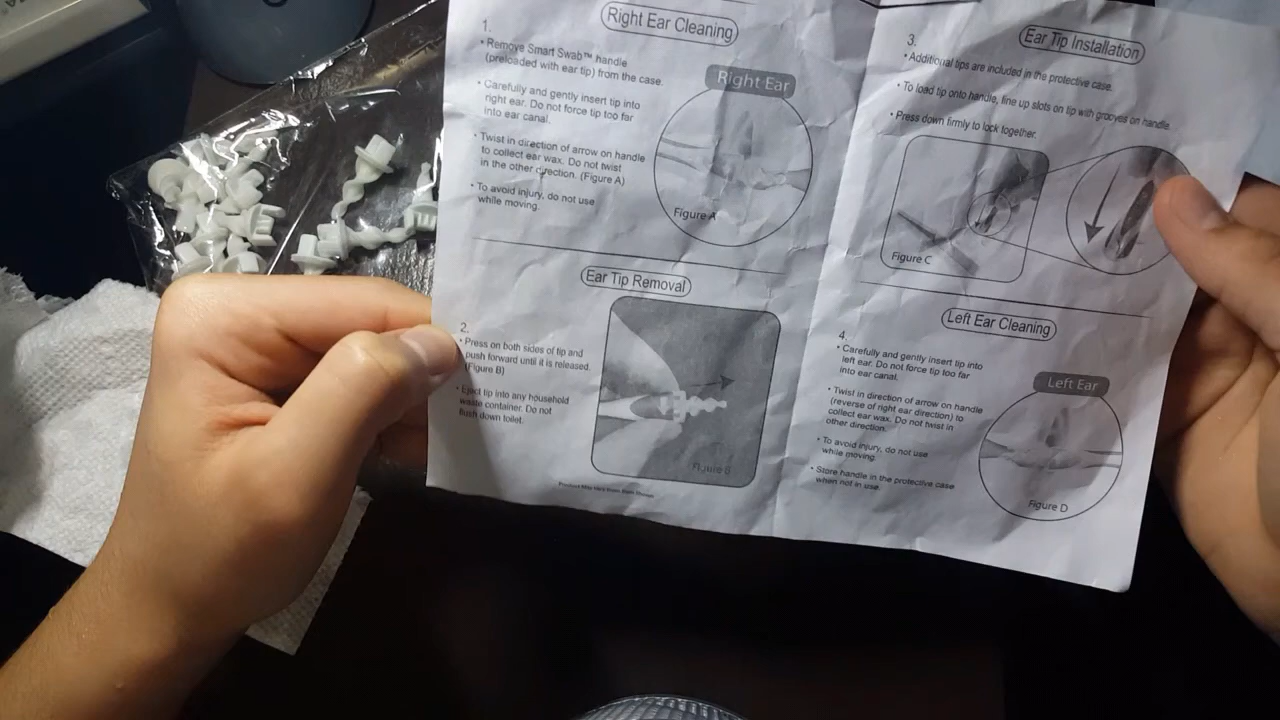 Right Ear Cleaning
1.
• Remove Smart Swab™ handle
(preloaded with ear tip) from the case.
• Carefully and gently insert tip into
right ear. Do not force tip too far
into ear canal.
• Twist in direction of arrow on handle
to collect ear wax. Do not twist
in the other direction. (Figure A)
• To avoid injury, do not use
while moving.
Right Ear
Figure A
Ear Tip Removal
2.
• Press on both sides of tip and
push forward until it is released.
(Figure B)
• Eject tip into any household
waste container. Do not
flush down toilet.
Figure B
Product May Vary From Shown
Ear Tip Installation
3.
• Additional tips are included in the protective case.
• To load tip onto handle, line up slots on tip with grooves on handle.
• Press down firmly to lock together.
Figure C
Left Ear Cleaning
4.
• Carefully and gently insert tip into
left ear. Do not force tip too far
into ear canal.
• Twist in direction of arrow on handle
(reverse of right ear direction) to
collect ear wax. Do not twist in
other direction.
• To avoid injury, do not use
while moving.
• Store handle in the protective case
when not in use.
Left Ear
Figure D